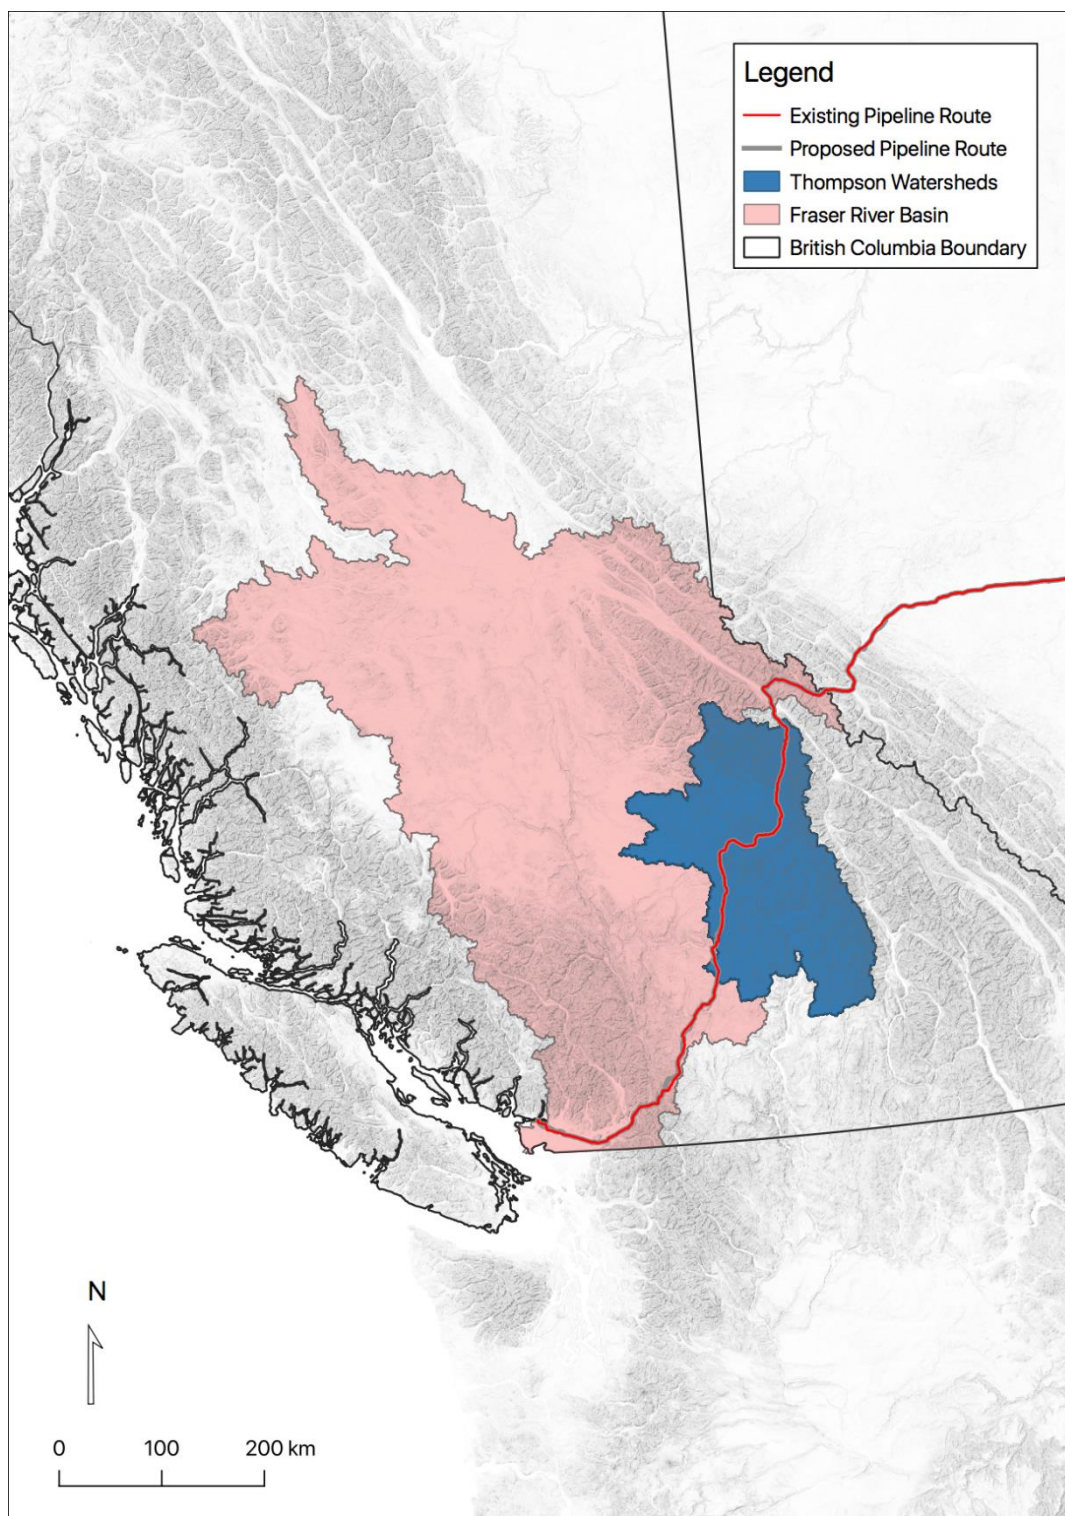 Legend
Existing Pipeline Route
Proposed Pipeline Route
Thompson Watersheds
Fraser River Basin
British Columbia Boundary
N
0 100 200 km